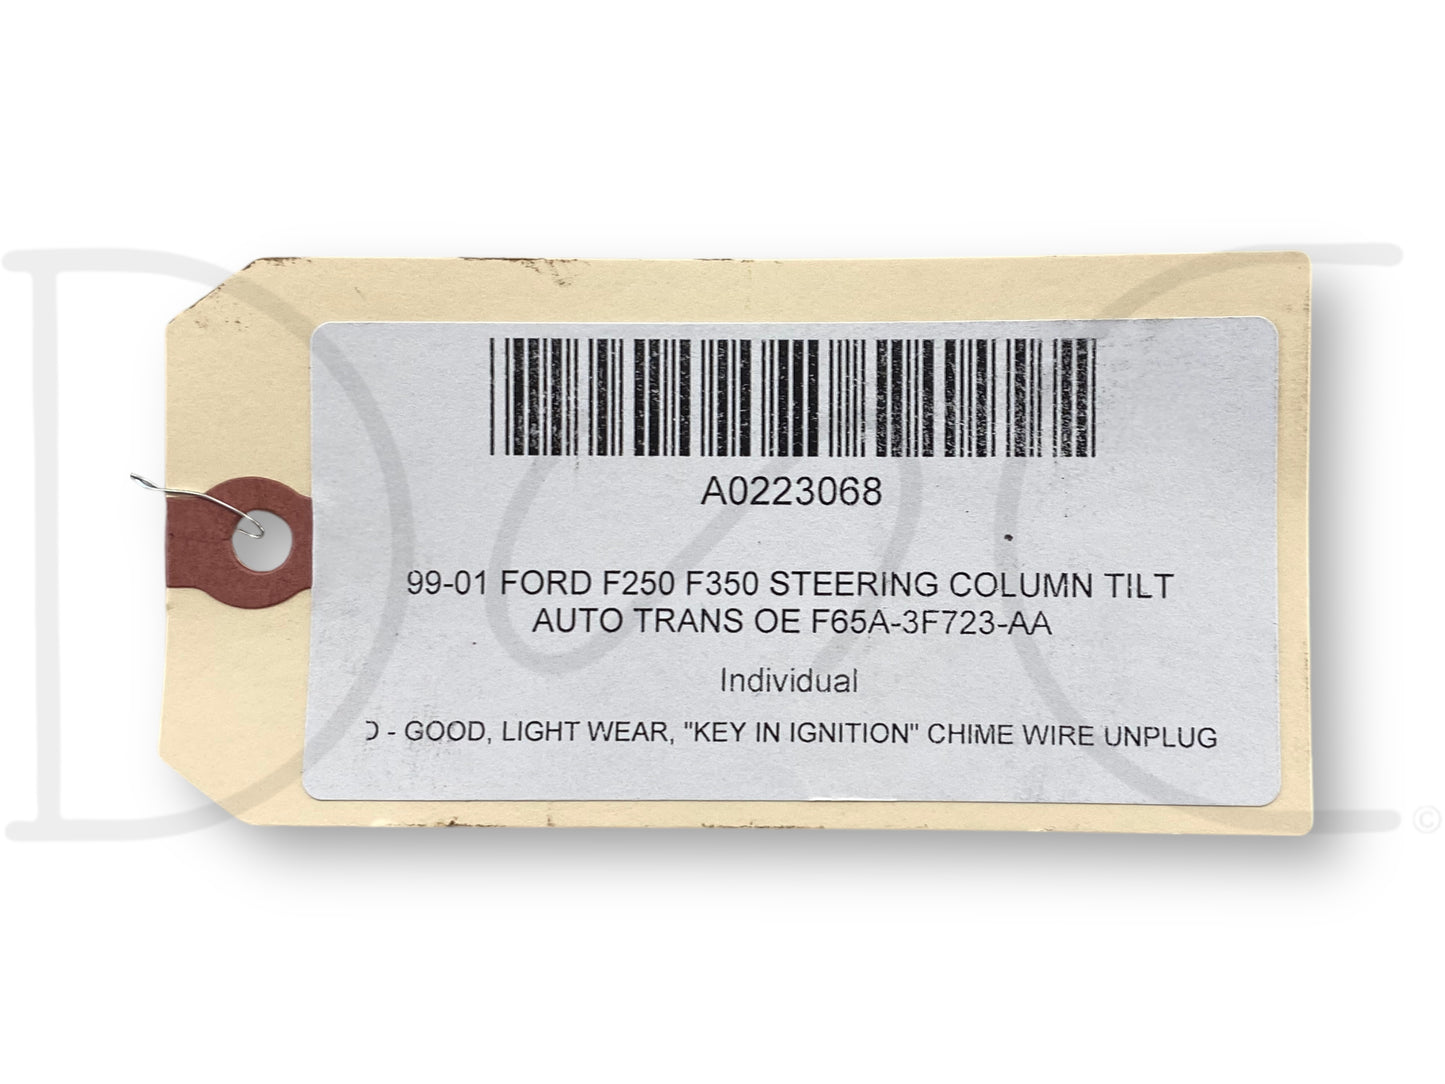 A0223068
99-01 FORD F250 F350 STEERING COLUMN TILT
AUTO TRANS OE F65A-3F723-AA
Individual
D - GOOD, LIGHT WEAR, "KEY IN IGNITION" CHIME WIRE UNPLUG
D C ©